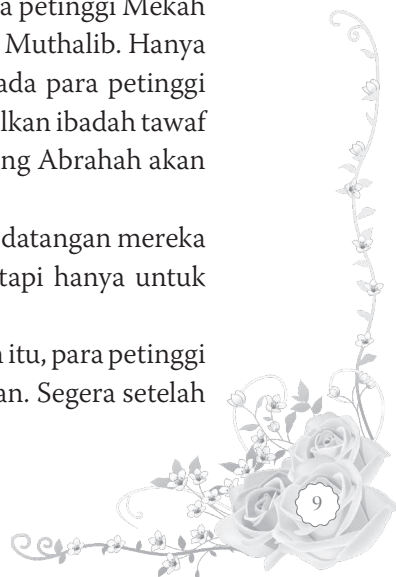 a petinggi Mekah
Muthalib. Hanya
ada para petinggi
lkan ibadah tawaf
ng Abrahah akan
datangan mereka
tapi hanya untuk
itu, para petinggi
an. Segera setelah
9